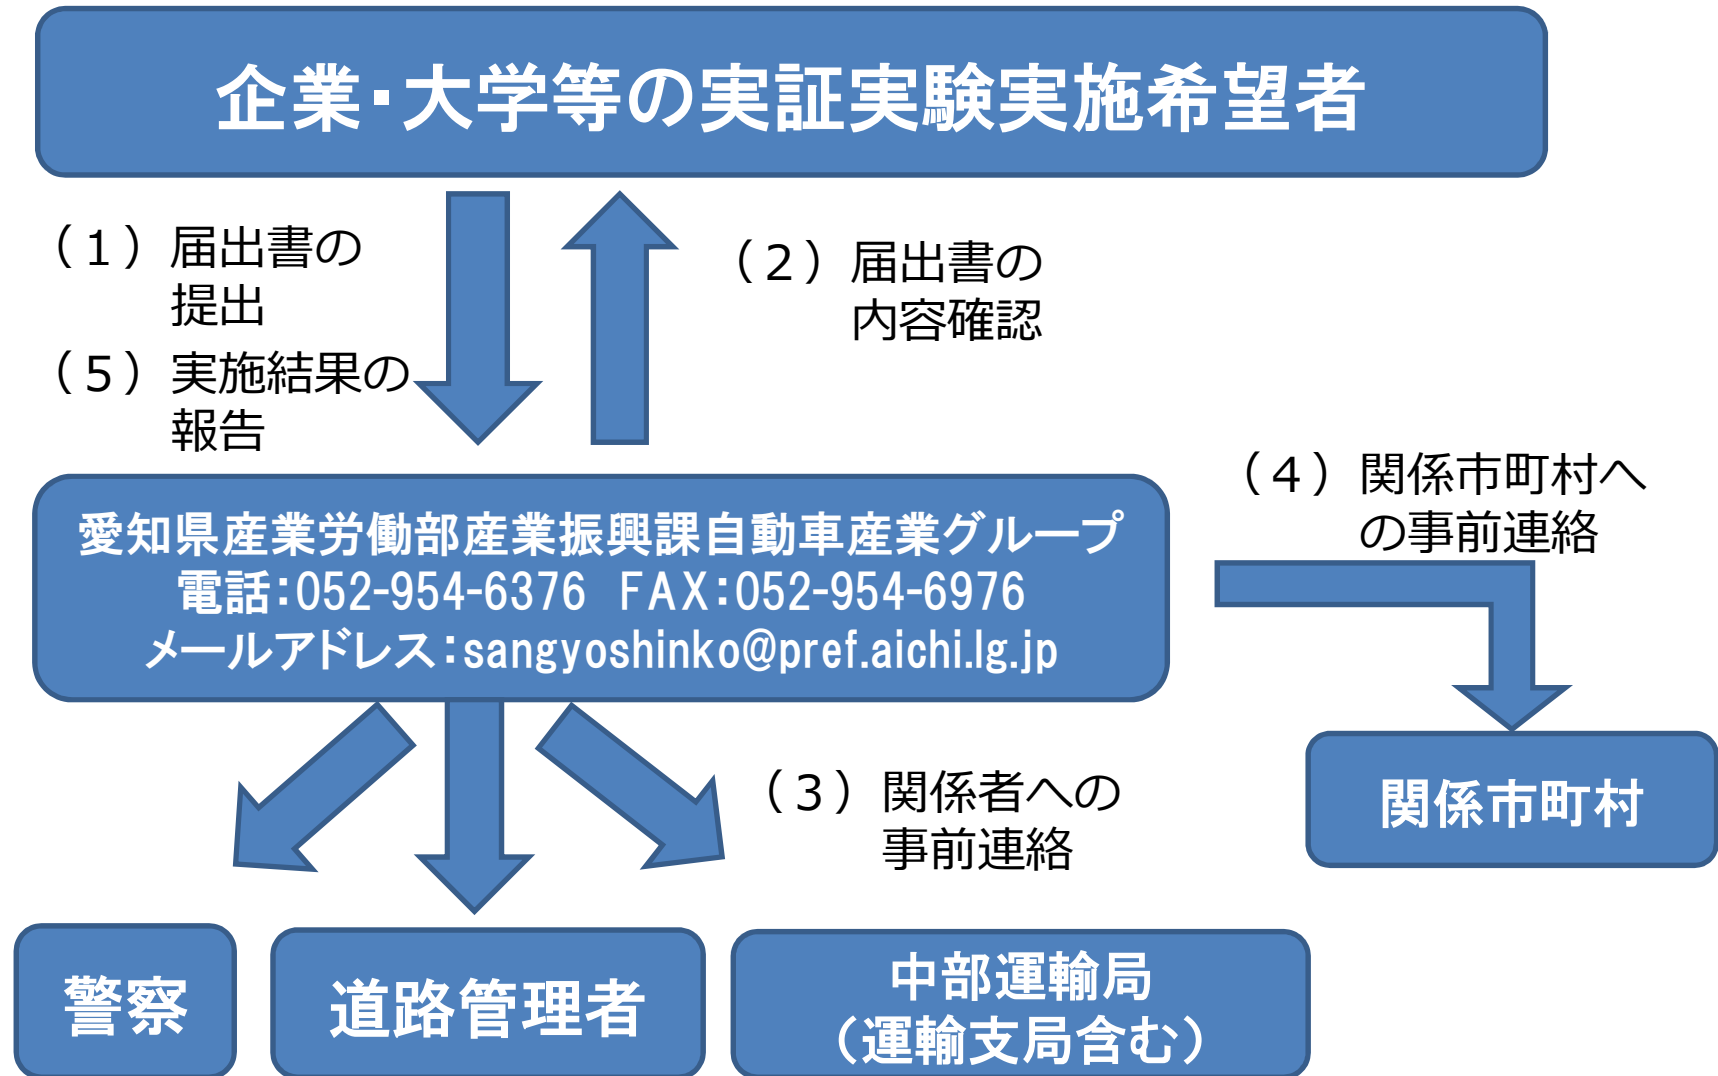 企業・大学等の実証実験実施希望者
（１）届出書の
提出
（２）届出書の
内容確認
（５）実施結果の
報告
愛知県産業労働部産業振興課自動車産業グループ
電話：052-954-6376　FAX：052-954-6976
メールアドレス：sangyoshinko@pref.aichi.lg.jp
（４）関係市町村へ
の事前連絡
関係市町村
（３）関係者への
事前連絡
警察
道路管理者
中部運輸局
（運輸支局含む）